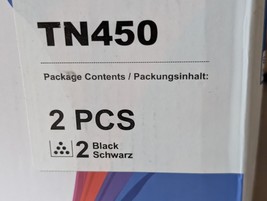 TN450
Package Contents / Packungsinhalt:
2 PCS
2 Black
Schwarz